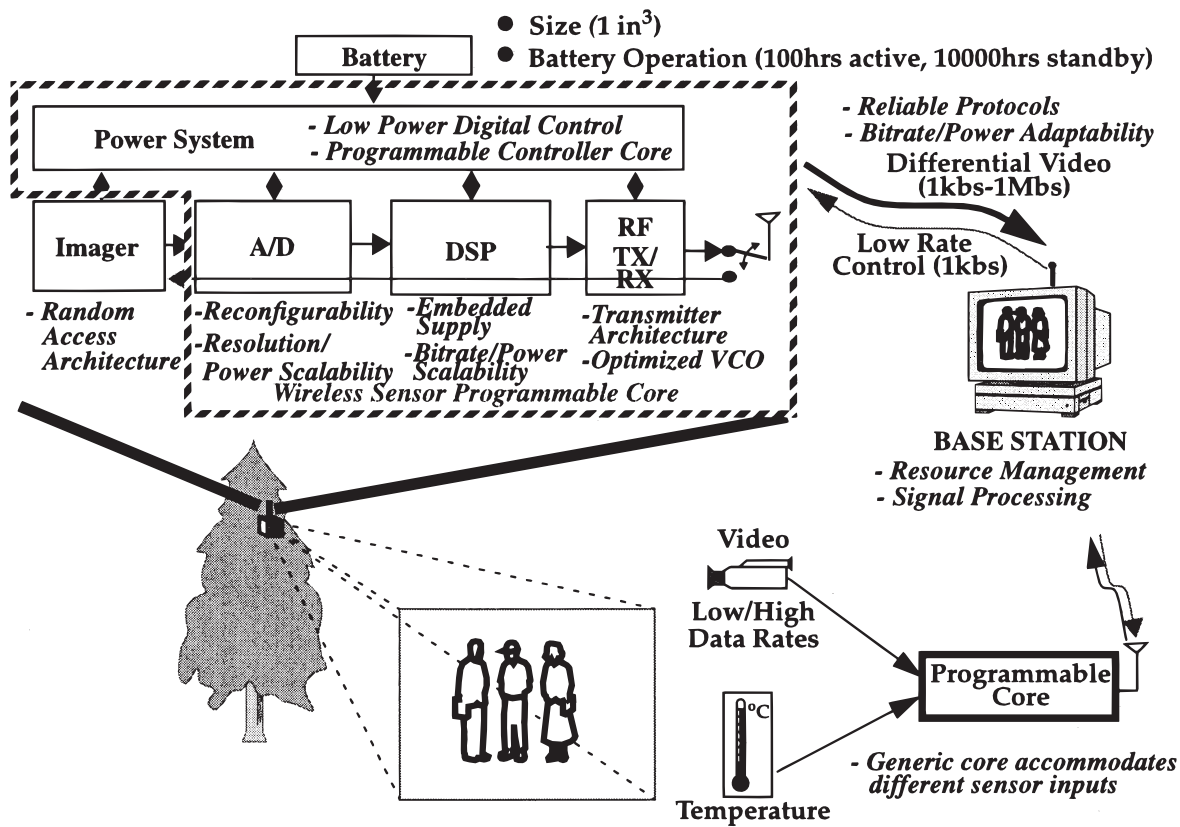 ● Size (1 in³)
● Battery Operation (100hrs active, 10000hrs standby)
Battery
Power System
- Low Power Digital Control
- Programmable Controller Core
- Reliable Protocols
- Bitrate/Power Adaptability
Differential Video
(1kbs-1Mbs)
Low Rate
Control (1kbs)
Imager
A/D
DSP
RF
TX/
RX
- Random
Access
Architecture
-Reconfigurability
-Resolution/
Power Scalability
-Embedded
Supply
-Bitrate/Power
Scalability
-Transmitter
Architecture
-Optimized VCO
Wireless Sensor Programmable Core
BASE STATION
- Resource Management
- Signal Processing
Video
Low/High
Data Rates
Programmable
Core
°C
Temperature
- Generic core accommodates
different sensor inputs